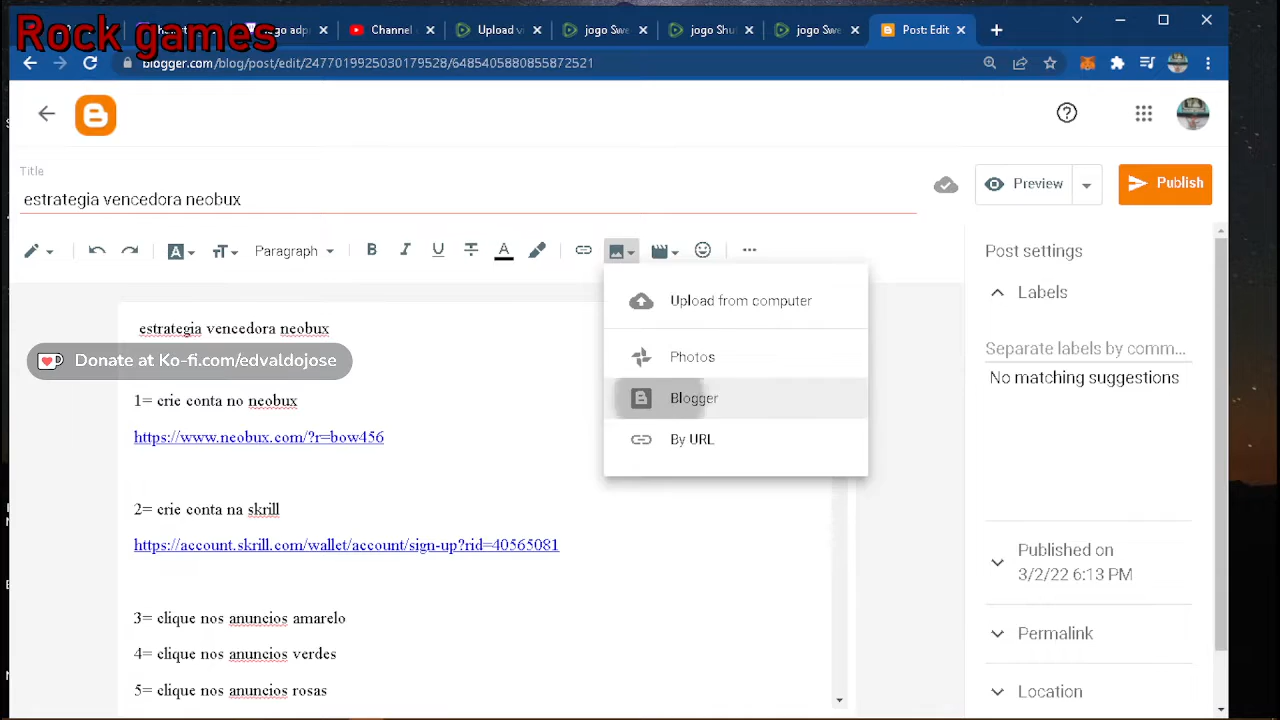 Rock games
Channel
Upload vi
jogo Swe
jogo Shu
jogo Swe
Post: Edit
blogger.com/blog/post/edit/2477019925030179528/6485405880855872521
Title
estrategia vencedora neobux
Preview
Publish
Paragraph
Upload from computer
Photos
Blogger
By URL
Post settings
Labels
Separate labels by comm...
No matching suggestions
Published on
3/2/22 6:13 PM
Permalink
Location
estrategia vencedora neobux
Donate at Ko-fi.com/edvaldojose
1= crie conta no neobux
https://www.neobux.com/?r=bow456
2= crie conta na skrill
https://account.skrill.com/wallet/account/sign-up?rid=40565081
3= clique nos anuncios amarelo
4= clique nos anuncios verdes
5= clique nos anuncios rosas